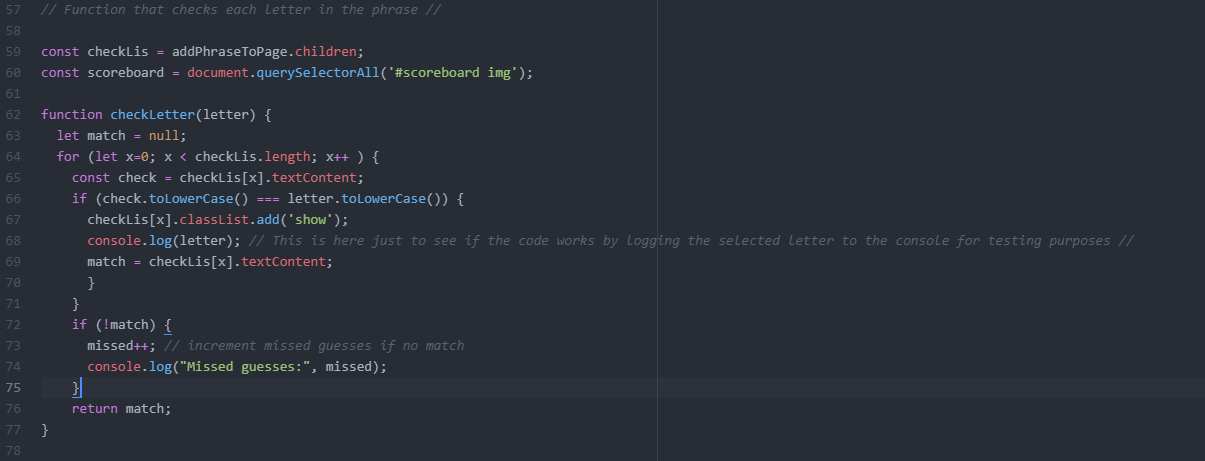 57 // Function that checks each letter in the phrase //
58
59 const checkLis = addPhraseToPage.children;
60 const scoreboard = document.querySelectorAll('#scoreboard img');
61
62 function checkLetter(letter) {
63   let match = null;
64   for (let x=0; x < checkLis.length; x++ ) {
65     const check = checkLis[x].textContent;
66     if (check.toLowerCase() === letter.toLowerCase()) {
67       checkLis[x].classList.add('show');
68       console.log(letter); // This is here just to see if the code works by logging the selected letter to the console for testing purposes //
69       match = checkLis[x].textContent;
70       }
71     }
72     if (!match) {
73       missed++; // increment missed guesses if no match
74       console.log("Missed guesses:", missed);
75     }
76     return match;
77 }
78